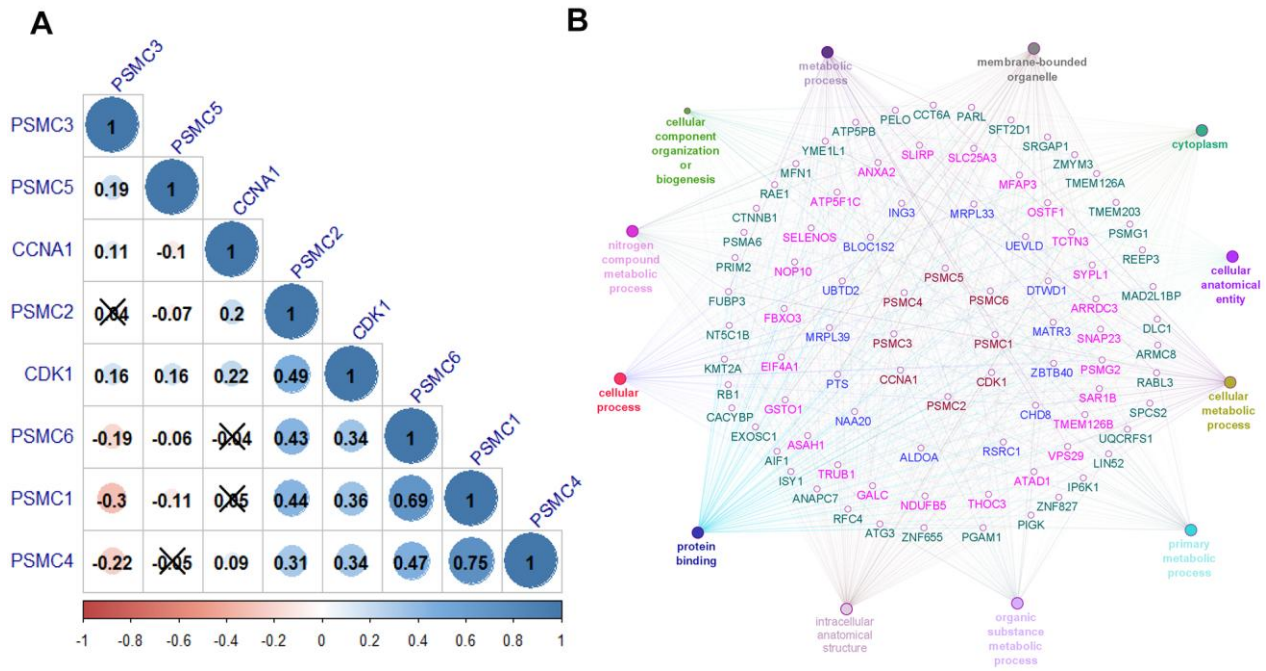 A
PSMC3
PSMC5
CCNA1
PSMC2
CDK1
PSMC6
PSMC1
PSMC4
PSMC3 1
PSMC5 0.19 1
CCNA1 0.11 -0.1 1
PSMC2 0.04 -0.07 0.2 1
CDK1 0.16 0.16 0.22 0.49 1
PSMC6 -0.19 -0.06 -0.04 0.43 0.34 1
PSMC1 -0.3 -0.11 0.05 0.44 0.36 0.69 1
PSMC4 -0.22 -0.05 0.09 0.31 0.34 0.47 0.75 1
-1 -0.8 -0.6 -0.4 -0.2 0 0.2 0.4 0.6 0.8 1
B
metabolic
process
membrane-bounded
organelle
cellular
component
organization
or
biogenesis
cytoplasm
nitrogen
compound
metabolic
process
cellular
anatomical
entity
cellular
process
cellular
metabolic
process
protein
binding
primary
metabolic
process
intracellular
anatomical
structure
organic
substance
metabolic
process
PELO
CCT6A
PARL
ATP5PB
SFT2D1
YME1L1
SLIRP
SLC25A3
SRGAP1
ZMYM3
MFN1
ANXA2
MFAP3
TMEM126A
RAE1
ATP5F1C
ING3
MRPL33
OSTF1
TMEM203
CTNNB1
SELENOS
BLOC1S2
UEVLD
TCTN3
PSMG1
PSMA6
REEP3
PRIM2
NOP10
UBTD2
PSMC5
DTWD1
SYPL1
MAD2L1BP
FUBP3
FBXO3
PSMC4
PSMC6
ARRDC3
NT5C1B
MRPL39
PSMC3
PSMC1
MATR3
SNAP23
DLC1
ARMC8
KMT2A
EIF4A1
PTS
CCNA1
CDK1
ZBTB40
PSMG2
RABL3
RB1
GSTO1
NAA20
PSMC2
CHD8
SAR1B
SPCS2
CACYBP
TMEM126B
EXOSC1
ASAH1
UQCRFS1
AIF1
ALDOA
RSRC1
VPS29
LIN52
ISY1
TRUB1
ATAD1
IP6K1
ANAPC7
GALC
NDUFB5
THOC3
ZNF827
RFC4
PIGK
ATG3
ZNF655
PGAM1